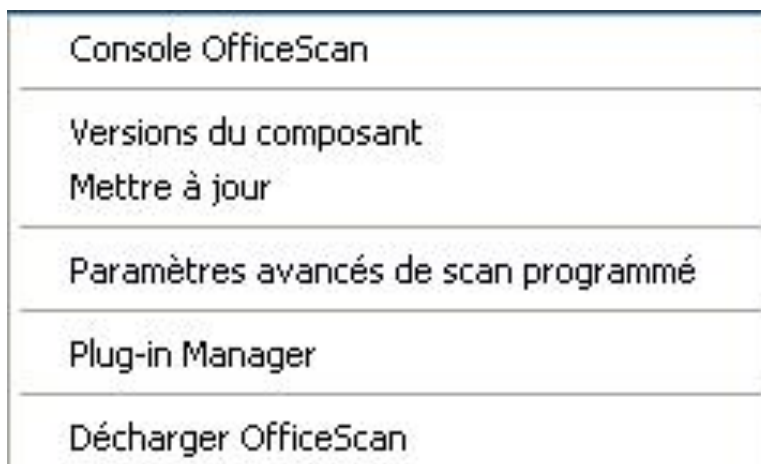 Console OfficeScan
Versions du composant
Mettre à jour
Paramètres avancés de scan programmé
Plug-in Manager
Décharger OfficeScan